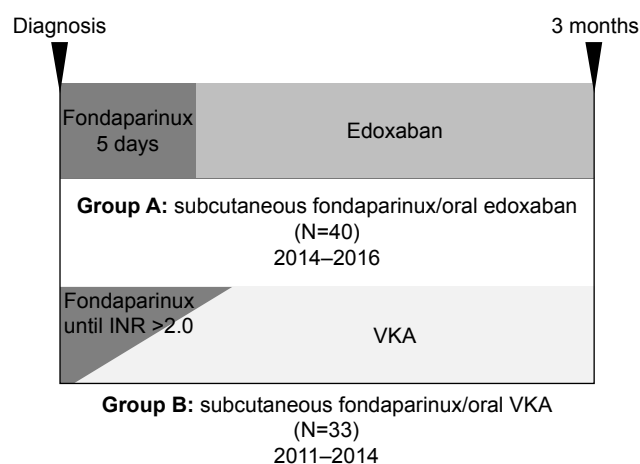 Diagnosis
3 months
Fondaparinux
5 days
Edoxaban
Group A: subcutaneous fondaparinux/oral edoxaban
(N=40)
2014–2016
Fondaparinux
until INR >2.0
VKA
Group B: subcutaneous fondaparinux/oral VKA
(N=33)
2011–2014